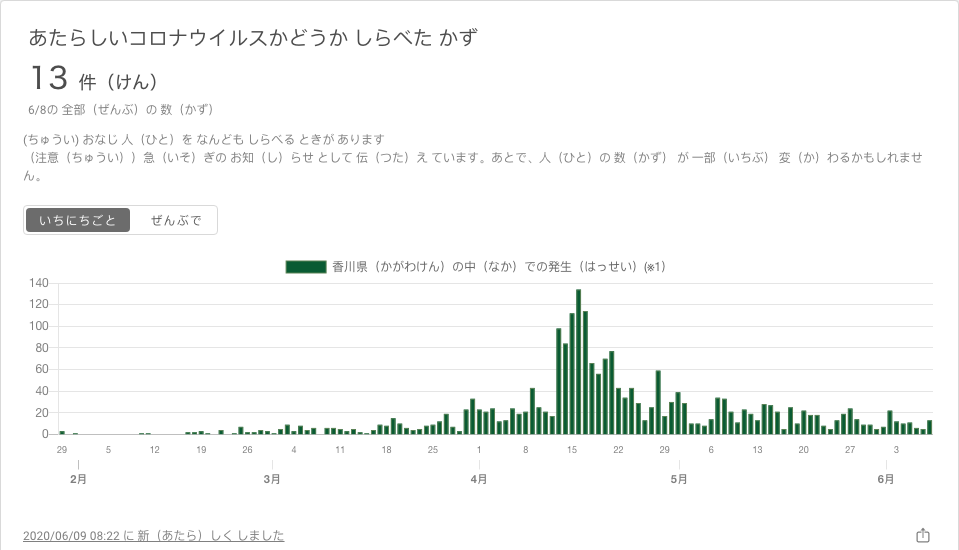 あたらしいコロナウイルスかどうか しらべた かず
13 件（けん）
6/8の 全部（ぜんぶ）の 数（かず）
(ちゅうい) おなじ 人（ひと）を なんども しらべる ときが あります
（注意（ちゅうい））急（いそ）ぎの お知（し）らせ として 伝（つた）え ています。あとで、人（ひと）の 数（かず） が 一部（いちぶ） 変（か）わるかもしれませ
ん。
いちにちごと ぜんぶで
香川県（かがわけん）の中（なか）での発生（はっせい）(※1)
140
120
100
80
60
40
20
0
29 5 12 19 26 4 11 18 25 1 8 15 22 29 6 13 20 27 3
2月 3月 4月 5月 6月
2020/06/09 08:22 に 新（あたら）しく しました